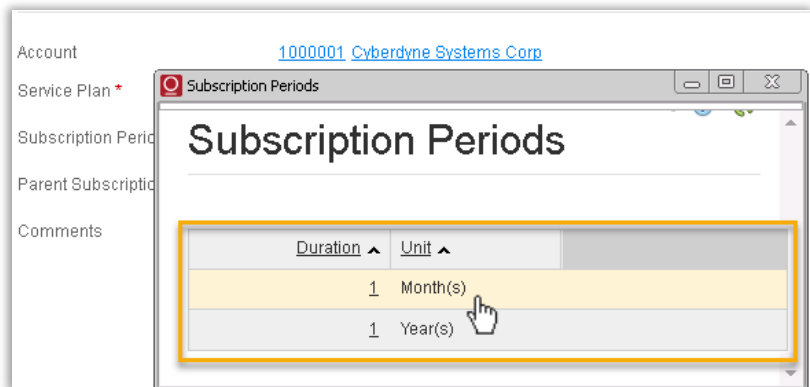 Account 1000001 Cyberdyne Systems Corp
Service Plan *
Subscription Periods
Subscription Perio
Subscription Periods
Parent Subscriptio
Comments
Duration Unit
1 Month(s)
1 Year(s)